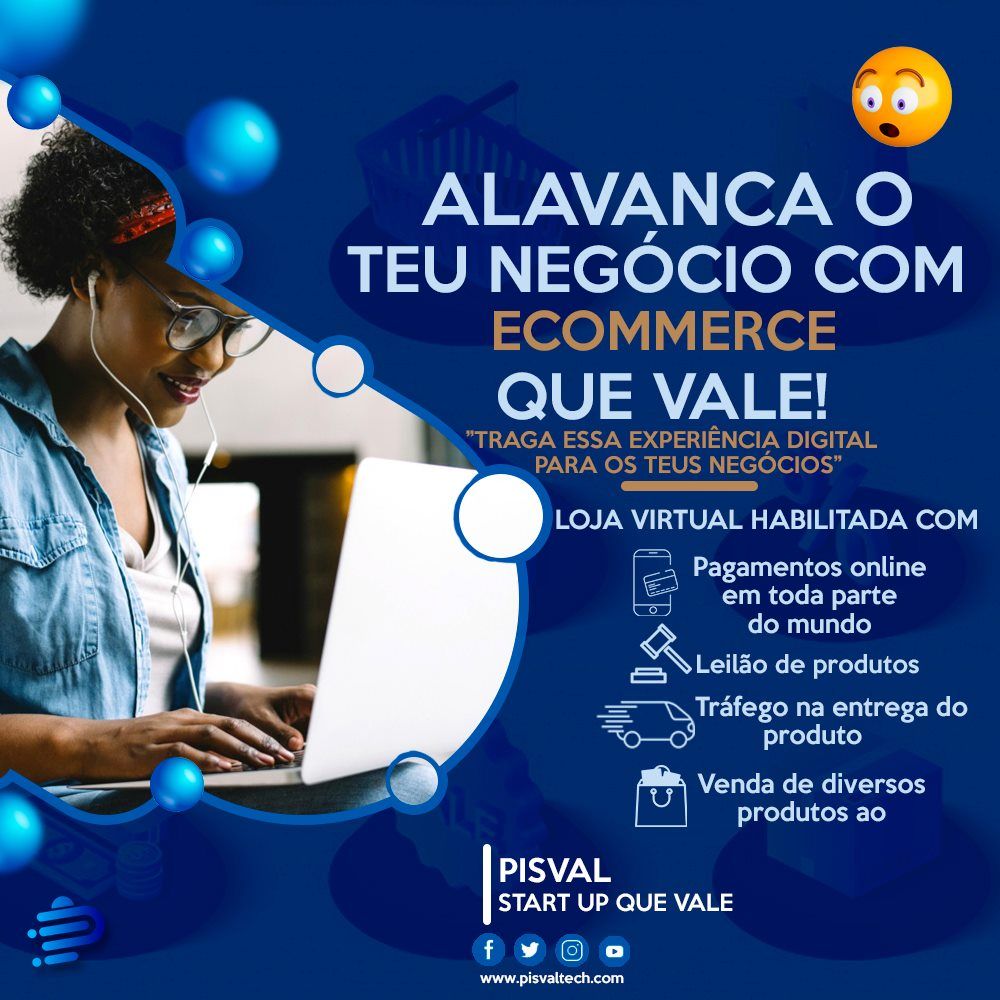 ALAVANCA O
TEU NEGÓCIO COM
ECOMMERCE
QUE VALE!
"TRAGA ESSA EXPERIÊNCIA DIGITAL
PARA OS TEUS NEGÓCIOS"
LOJA VIRTUAL HABILITADA COM
Pagamentos online
em toda parte
do mundo
Leilão de produtos
Tráfego na entrega do
produto
Venda de diversos
produtos ao
PISVAL
START UP QUE VALE
www.pisvaltech.com